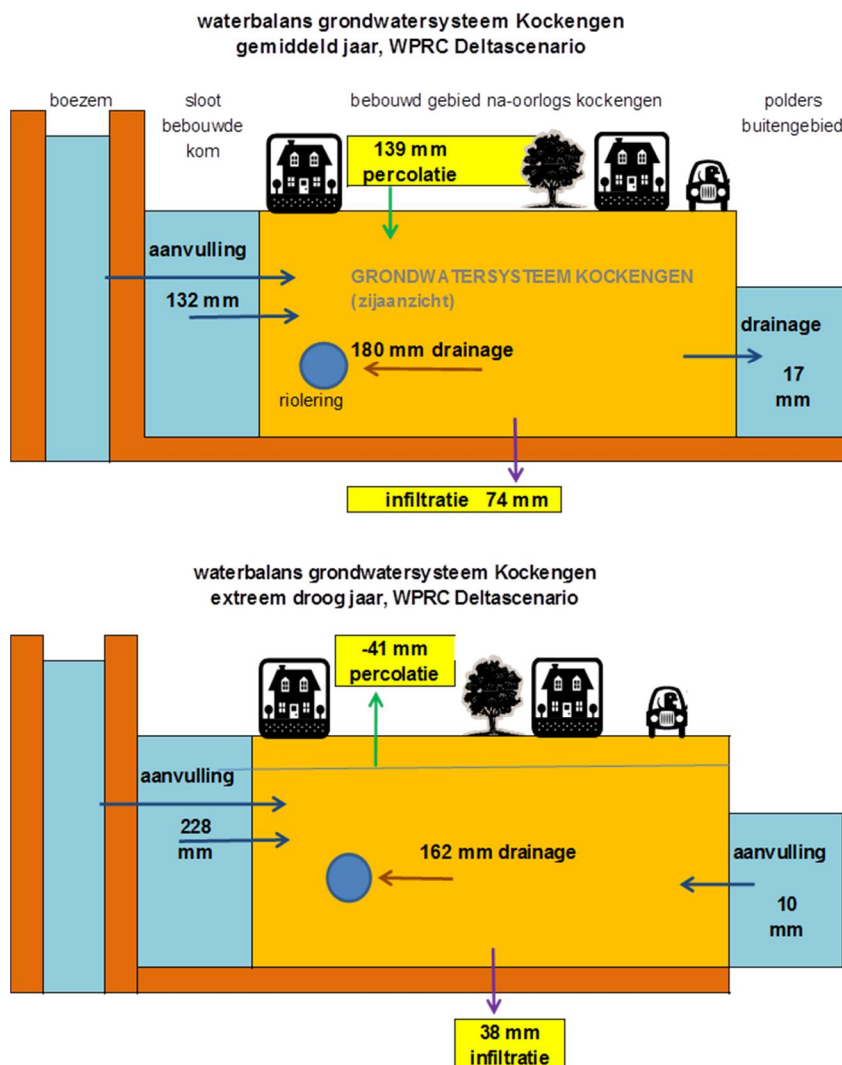 waterbalans grondwatersysteem Kockengen
gemiddeld jaar, WPRC Deltascenario
boezem
sloot
bebouwde
kom
bebouwd gebied na-oorlogs kockengen
polders
buitengebied
139 mm
percolatie
aanvulling
132 mm
GRONDWATERSYSTEEM KOCKENGEN
(zijaanzicht)
180 mm drainage
riolering
drainage
17
mm
infiltratie 74 mm
waterbalans grondwatersysteem Kockengen
extreem droog jaar, WPRC Deltascenario
-41 mm
percolatie
aanvulling
228
mm
162 mm drainage
aanvulling
10
mm
38 mm
infiltratie